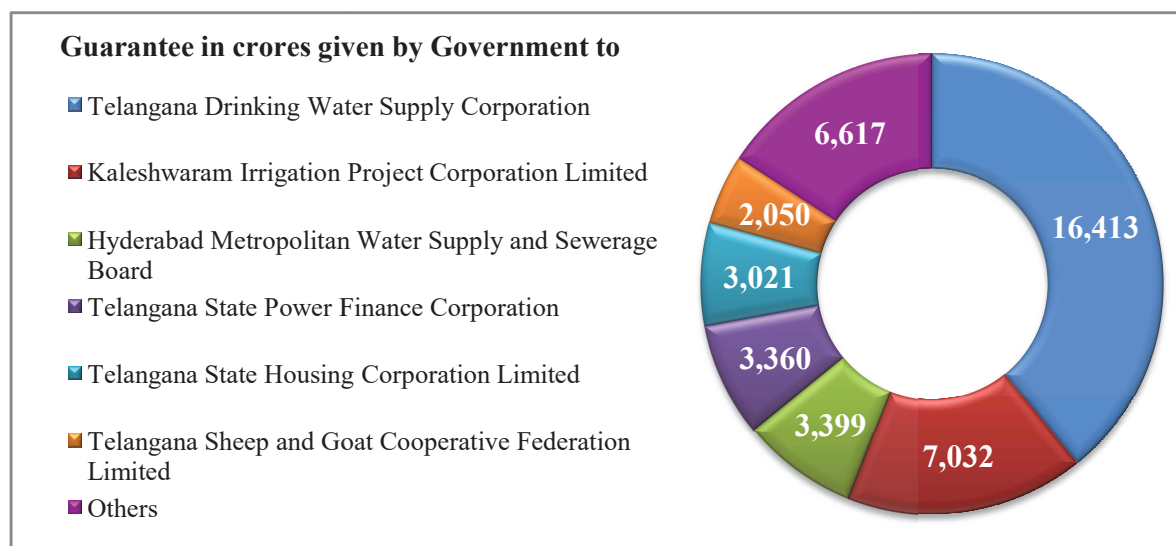 Guarantee in crores given by Government to
Telangana Drinking Water Supply Corporation
Kaleshwaram Irrigation Project Corporation Limited
Hyderabad Metropolitan Water Supply and Sewerage
Board
Telangana State Power Finance Corporation
Telangana State Housing Corporation Limited
Telangana Sheep and Goat Cooperative Federation
Limited
Others
16,413
7,032
3,399
3,360
3,021
2,050
6,617